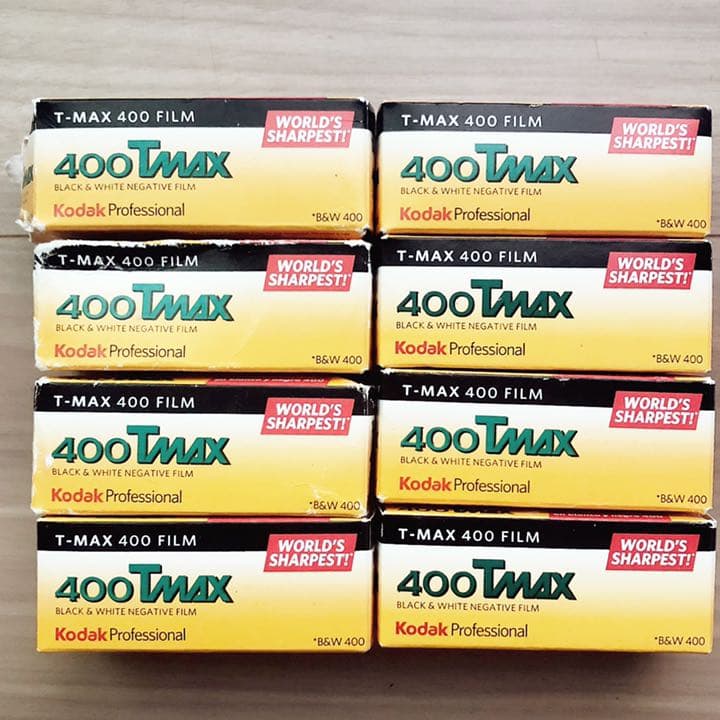 T-MAX 400 FILM
WORLD'S
SHARPEST!*
400TMAX
BLACK & WHITE NEGATIVE FILM
Kodak Professional
*B&W 400
T-MAX 400 FILM
WORLD'S
SHARPEST!*
400TMAX
BLACK & WHITE NEGATIVE FILM
Kodak Professional
*B&W 400
T-MAX 400 FILM
WORLD'S
SHARPEST!*
400TMAX
BLACK & WHITE NEGATIVE FILM
Kodak Professional
*B&W 400
T-MAX 400 FILM
WORLD'S
SHARPEST!*
400TMAX
BLACK & WHITE NEGATIVE FILM
Kodak Professional
*B&W 400
T-MAX 400 FILM
WORLD'S
SHARPEST!*
400TMAX
BLACK & WHITE NEGATIVE FILM
Kodak Professional
*B&W 400
T-MAX 400 FILM
WORLD'S
SHARPEST!*
400TMAX
BLACK & WHITE NEGATIVE FILM
Kodak Professional
*B&W 400
T-MAX 400 FILM
WORLD'S
SHARPEST!*
400TMAX
BLACK & WHITE NEGATIVE FILM
Kodak Professional
*B&W 400
T-MAX 400 FILM
WORLD'S
SHARPEST!*
400TMAX
BLACK & WHITE NEGATIVE FILM
Kodak Professional
*B&W 400